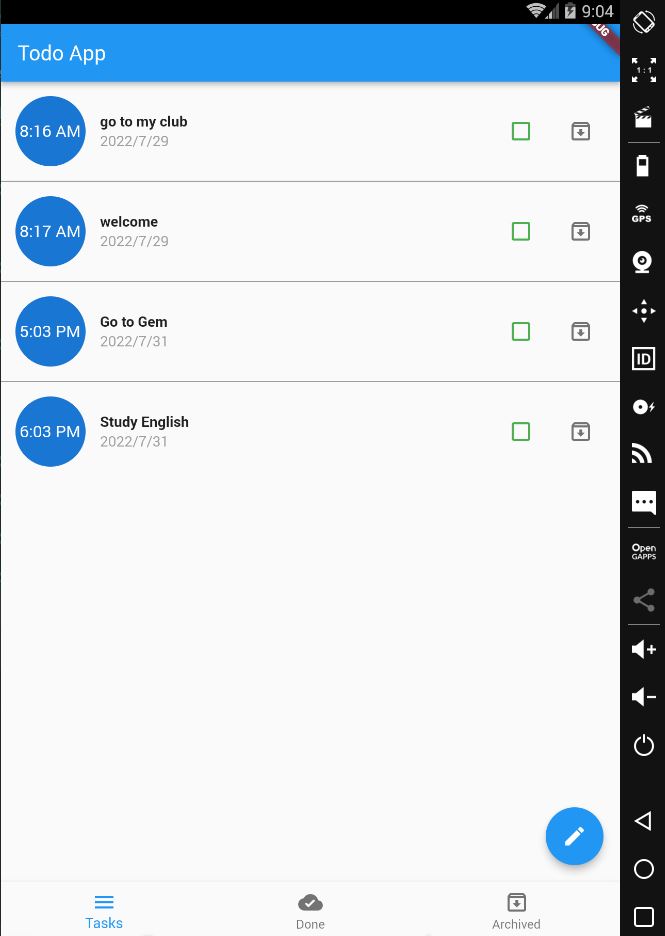 9:04
Todo App
8:16 AM
go to my club
2022/7/29
8:17 AM
welcome
2022/7/29
5:03 PM
Go to Gem
2022/7/31
6:03 PM
Study English
2022/7/31
Tasks
Done
Archived
1:1
GPS
ID
Open
GAPPS